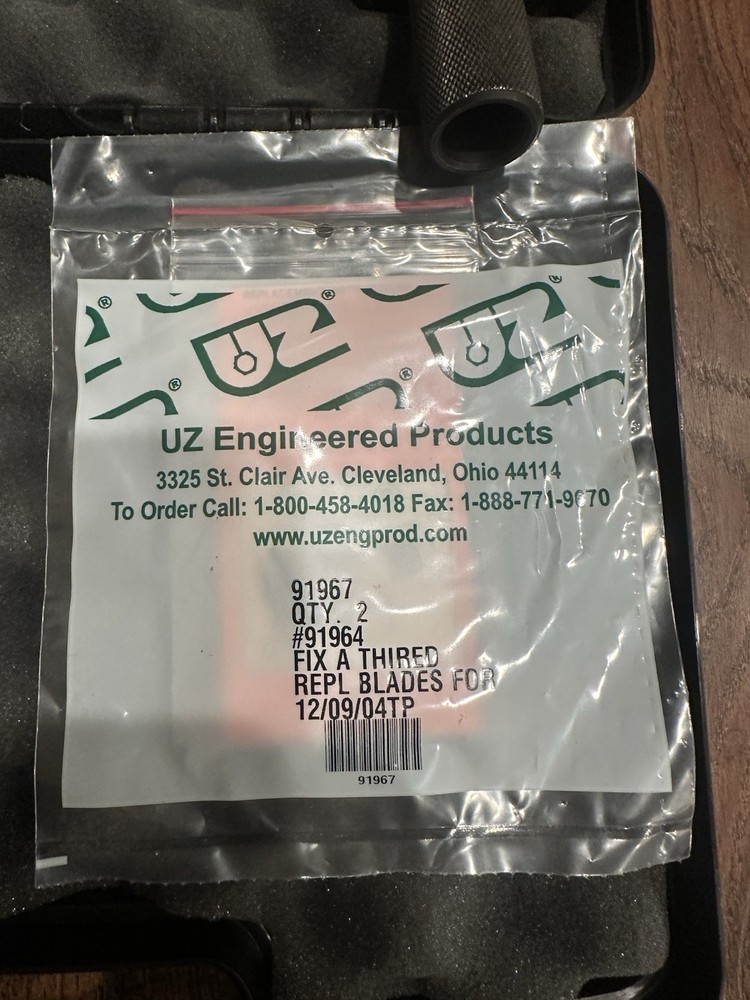 UZ UZ
UZ Engineered Products
3325 St. Clair Ave. Cleveland, Ohio 44114
To Order Call: 1-800-458-4018 Fax: 1-888-771-9670
www.uzengprod.com
91967
QTY. 2
#91964
FIX A THIRED
REPL BLADES FOR
12/09/04TP
91967